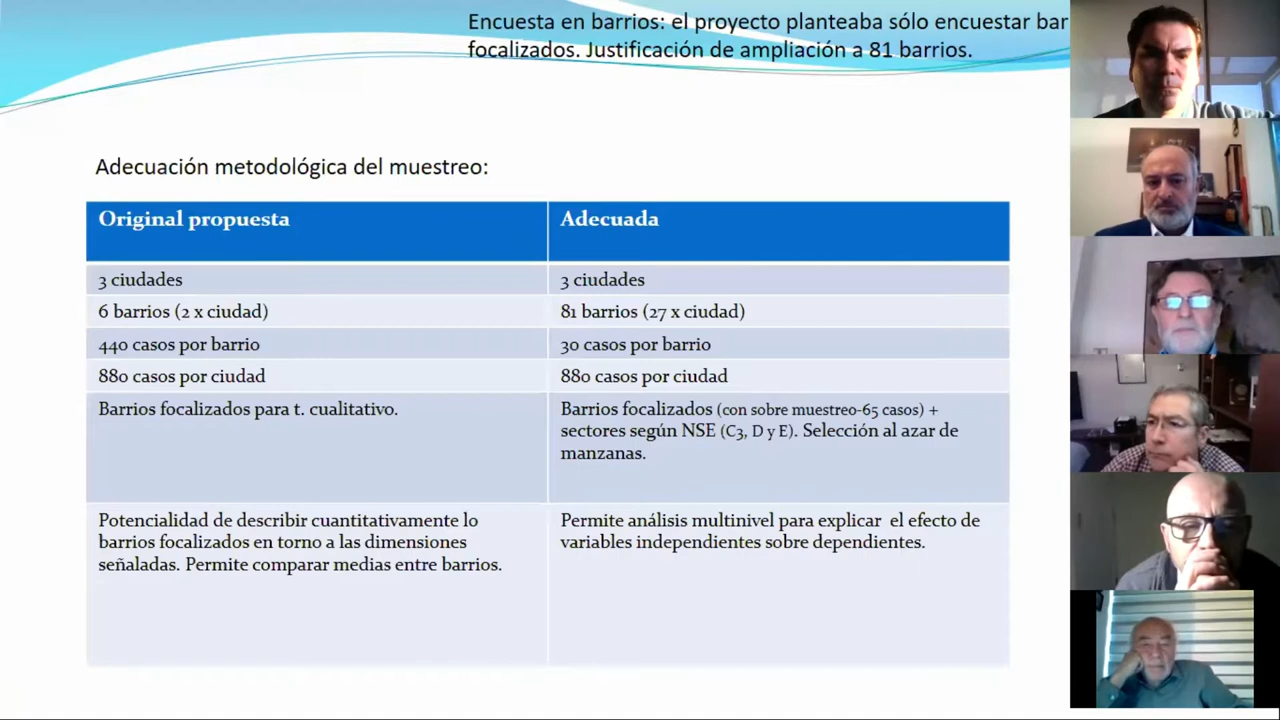 Encuesta en barrios: el proyecto planteaba sólo encuestar bar
focalizados. Justificación de ampliación a 81 barrios.
Adecuación metodológica del muestreo:
Original propuesta
Adecuada
3 ciudades
3 ciudades
6 barrios (2 x ciudad)
81 barrios (27 x ciudad)
440 casos por barrio
30 casos por barrio
880 casos por ciudad
880 casos por ciudad
Barrios focalizados para t. cualitativo.
Barrios focalizados (con sobre muestreo-65 casos) +
sectores según NSE (C3, D y E). Selección al azar de
manzanas.
Potencialidad de describir cuantitativamente lo
barrios focalizados en torno a las dimensiones
señaladas. Permite comparar medias entre barrios.
Permite análisis multinivel para explicar el efecto de
variables independientes sobre dependientes.